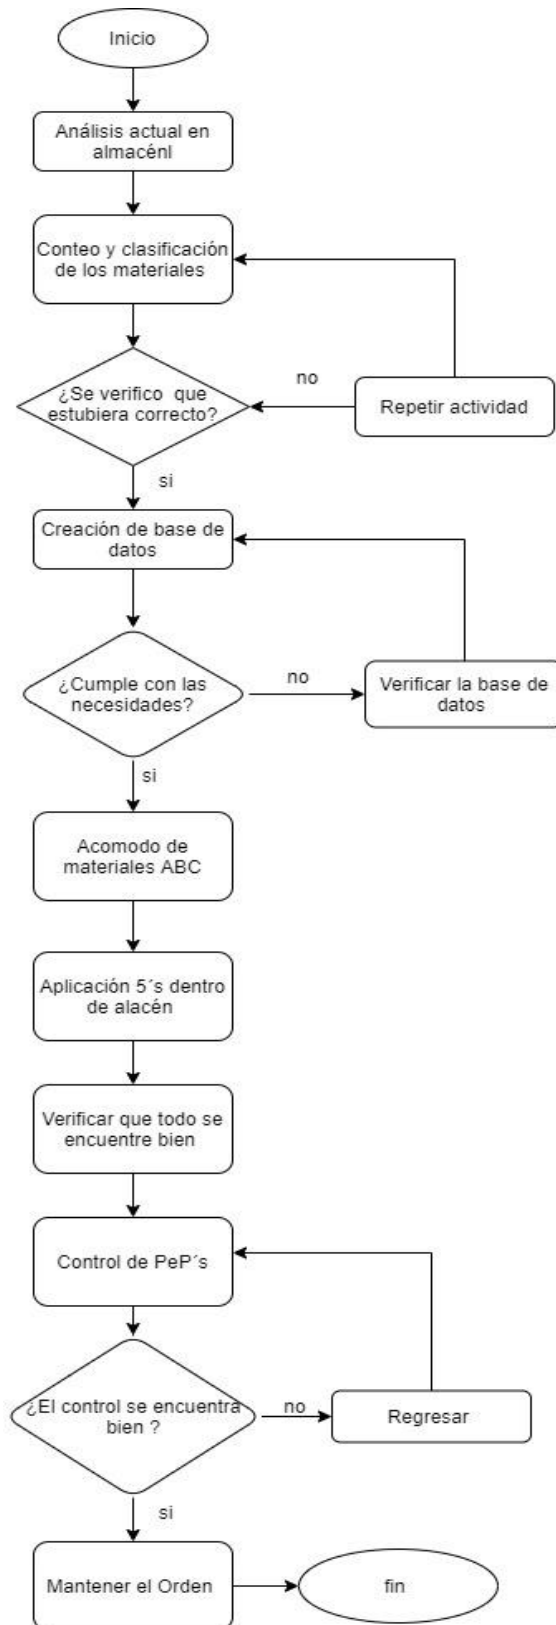 Inicio
Análisis actual en
almacénl
Conteo y clasificación
de los materiales
¿Se verifico que
estubiera correcto?
no
Repetir actividad
si
Creación de base de
datos
¿Cumple con las
necesidades?
no
Verificar la base de
datos
si
Acomodo de
materiales ABC
Aplicación 5´s dentro
de alacén
Verificar que todo se
encuentre bien
Control de PeP´s
¿El control se encuentra
bien ?
no
Regresar
si
Mantener el Orden
fin